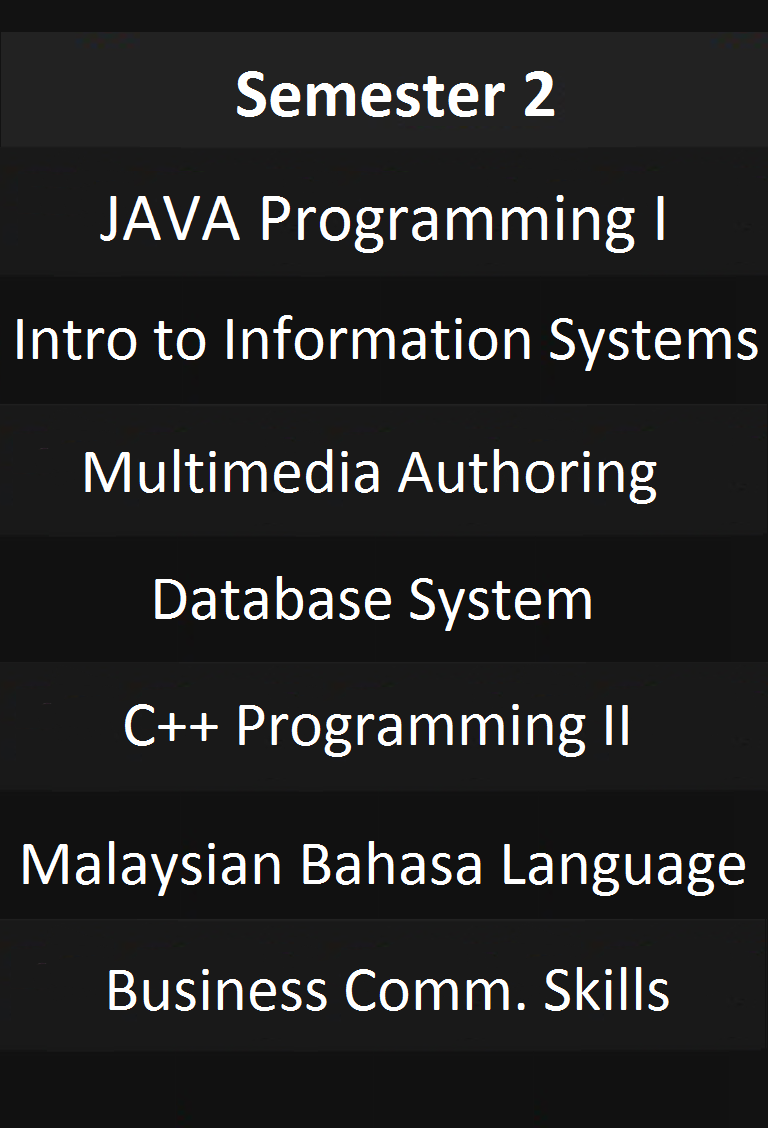 Semester 2
JAVA Programming I
Intro to Information Systems
Multimedia Authoring
Database System
C++ Programming II
Malaysian Bahasa Language
Business Comm. Skills